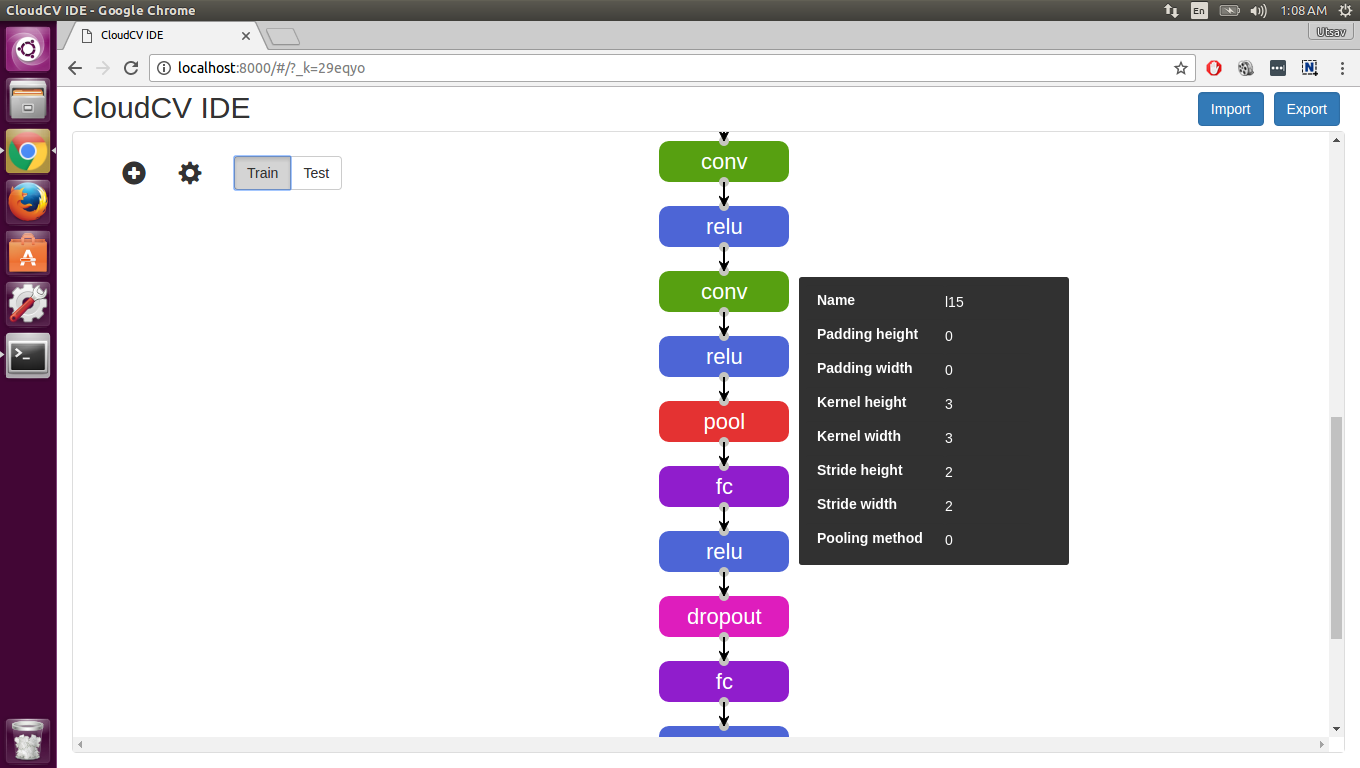 CloudCV IDE - Google Chrome
En
1:08 AM
CloudCV IDE
Utsav
localhost:8000/#/?_k=29eqyo
CloudCV IDE
Import
Export
Train
Test
conv
relu
conv
relu
pool
fc
relu
dropout
fc
Name l15
Padding height 0
Padding width 0
Kernel height 3
Kernel width 3
Stride height 2
Stride width 2
Pooling method 0